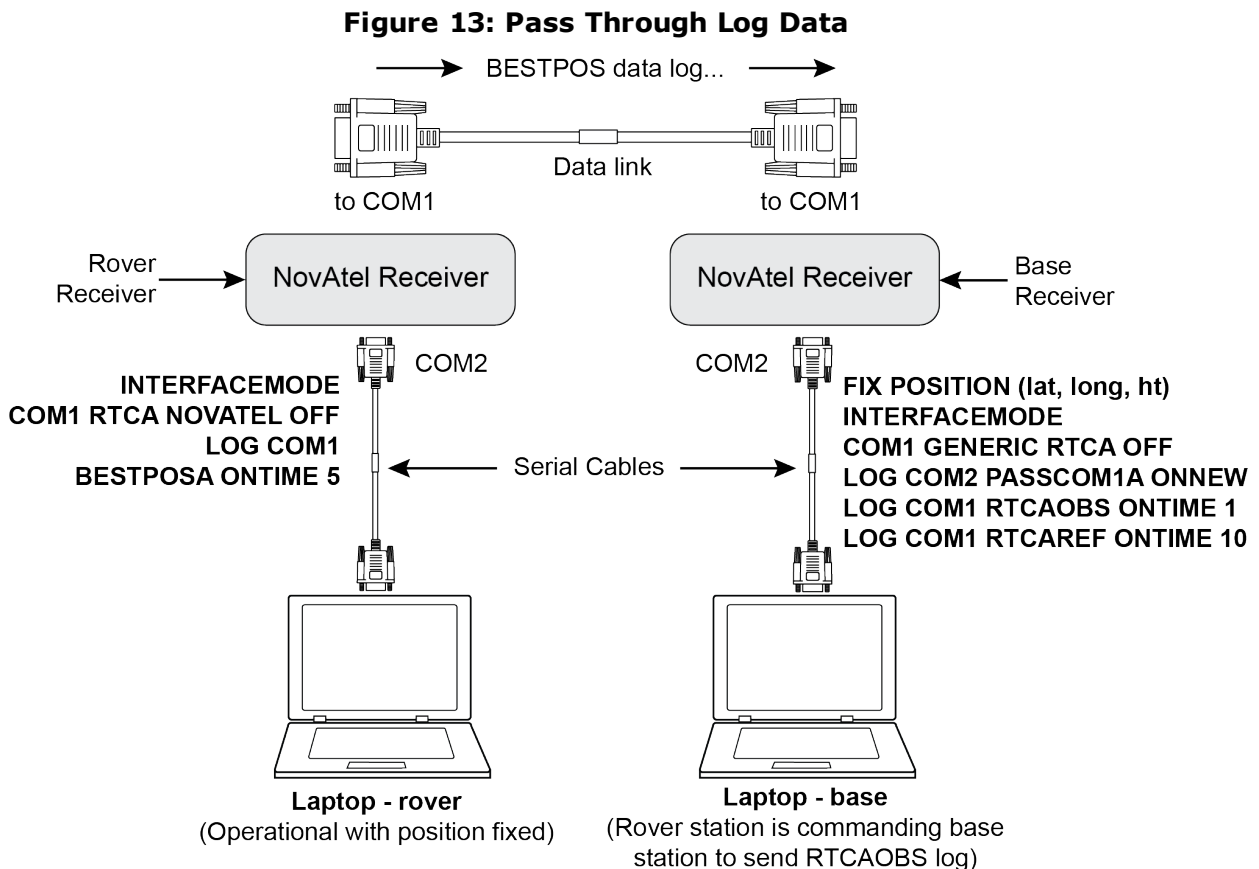 Figure 13: Pass Through Log Data
BESTPOS data log...
Data link
to COM1
to COM1
Rover
Receiver
NovAtel Receiver
NovAtel Receiver
Base
Receiver
COM2
COM2
INTERFACEMODE
COM1 RTCA NOVATEL OFF
LOG COM1
BESTPOSA ONTIME 5
Serial Cables
FIX POSITION (lat, long, ht)
INTERFACEMODE
COM1 GENERIC RTCA OFF
LOG COM2 PASSCOM1A ONNEW
LOG COM1 RTCAOBS ONTIME 1
LOG COM1 RTCAREF ONTIME 10
Laptop - rover
(Operational with position fixed)
Laptop - base
(Rover station is commanding base
station to send RTCAOBS log)